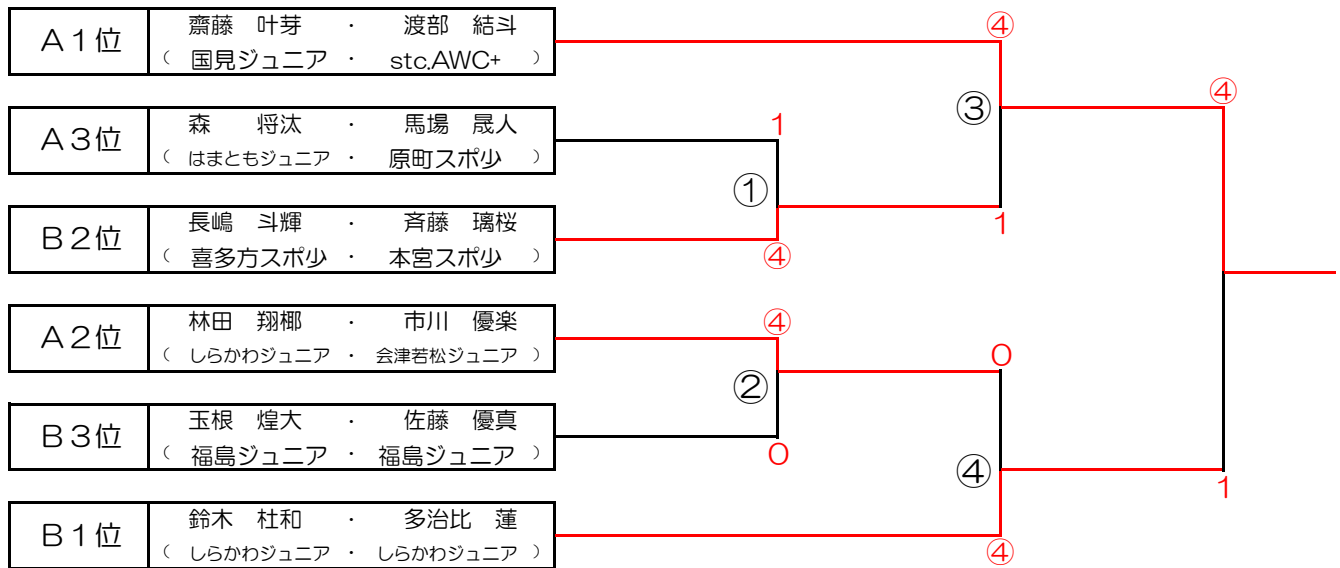 A1位 齋藤 叶芽 ・ 渡部 結斗
( 国見ジュニア ・ stc.AWC+ )
④
③
④
A3位 森 将汰 ・ 馬場 晟人
( はまともジュニア ・ 原町スポ少 )
1
①
B2位 長嶋 斗輝 ・ 斉藤 璃桜
( 喜多方スポ少 ・ 本宮スポ少 )
④
1
A2位 林田 翔椰 ・ 市川 優楽
( しらかわジュニア ・ 会津若松ジュニア )
④
0
②
B3位 玉根 煌大 ・ 佐藤 優真
( 福島ジュニア ・ 福島ジュニア )
0
④
1
B1位 鈴木 杜和 ・ 多治比 蓮
( しらかわジュニア ・ しらかわジュニア )
④